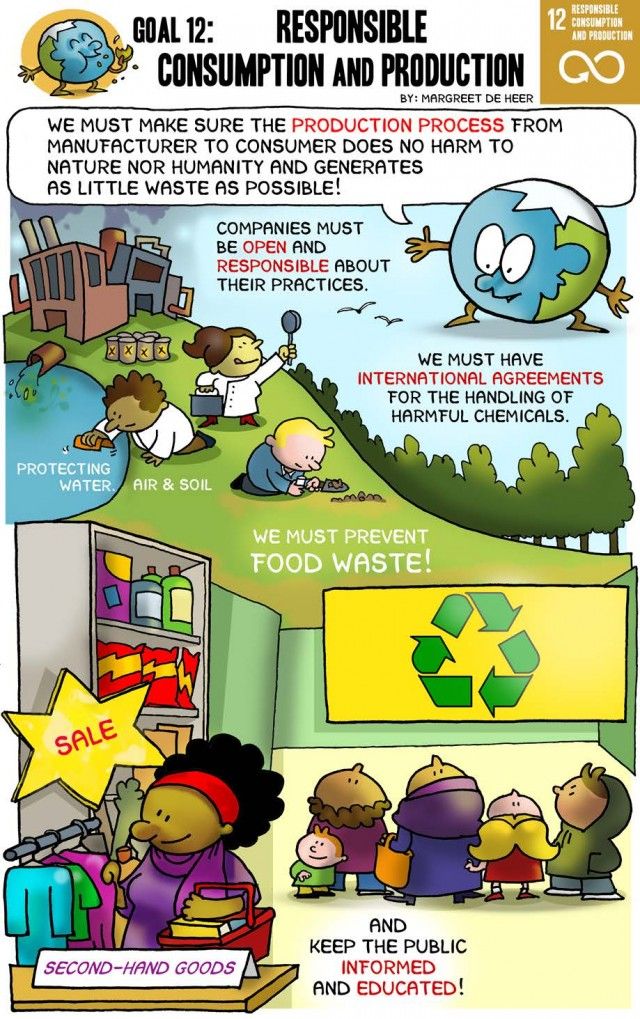 GOAL 12: RESPONSIBLE
CONSUMPTION AND PRODUCTION
BY: MARGREET DE HEER
12 RESPONSIBLE
CONSUMPTION
AND PRODUCTION
WE MUST MAKE SURE THE PRODUCTION PROCESS FROM
MANUFACTURER TO CONSUMER DOES NO HARM TO
NATURE NOR HUMANITY AND GENERATES
AS LITTLE WASTE AS POSSIBLE!
COMPANIES MUST
BE OPEN AND
RESPONSIBLE ABOUT
THEIR PRACTICES.
WE MUST HAVE
INTERNATIONAL AGREEMENTS
FOR THE HANDLING OF
HARMFUL CHEMICALS.
X X X X
PROTECTING
WATER, AIR & SOIL
WE MUST PREVENT
FOOD WASTE!
SALE
SECOND-HAND GOODS
AND
KEEP THE PUBLIC
INFORMED
AND EDUCATED!